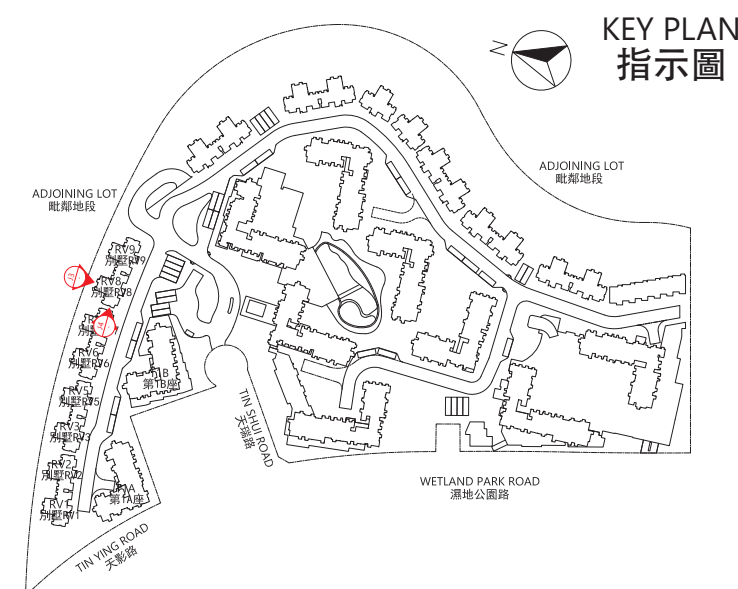 KEY PLAN
指示圖
N
ADJOINING LOT
毗鄰地段
ADJOINING LOT
毗鄰地段
RV9
別墅RV9
RV8
別墅RV8
RV6
別墅RV6
RV5
別墅RV5
RV3
別墅RV3
RV2
別墅RV2
RV1
別墅RV1
第1B座
第1A座
TIN SHUI ROAD
天瑞路
WETLAND PARK ROAD
濕地公園路
TIN YING ROAD
天影路